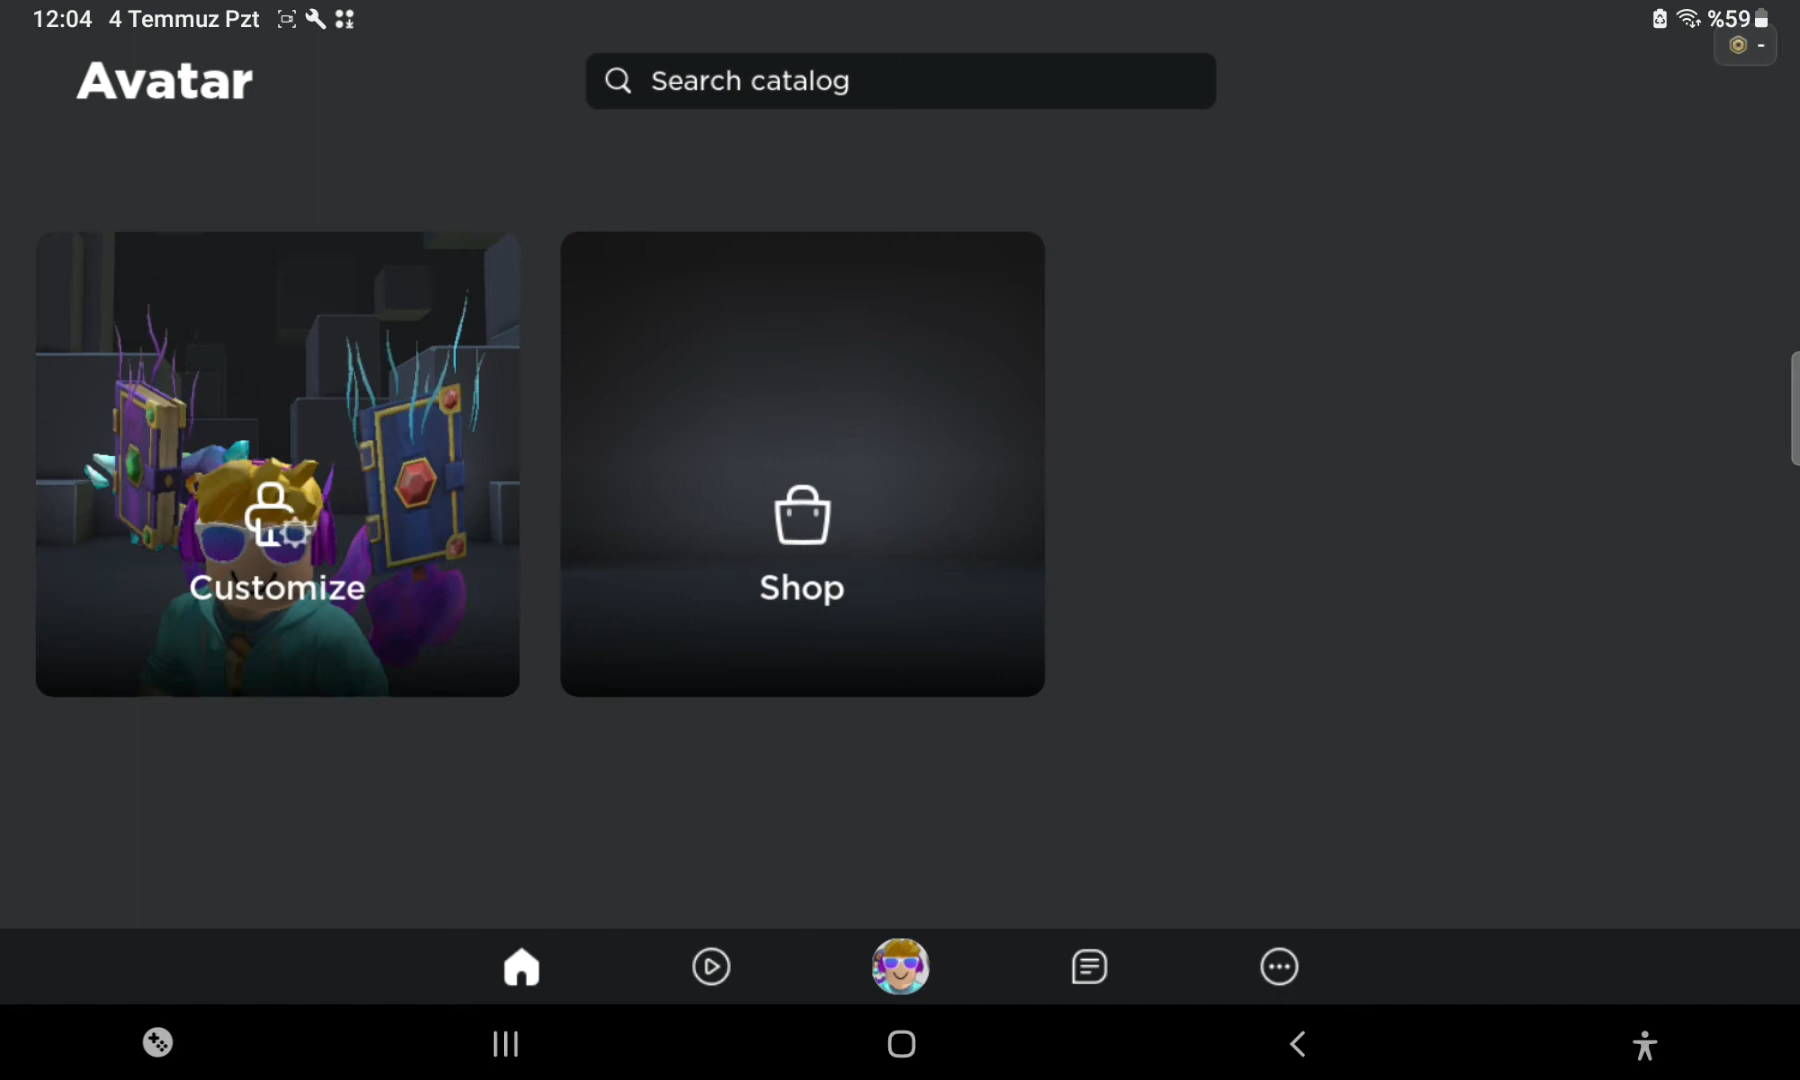 12:04 4 Temmuz Pzt %59
-
Avatar
Search catalog
Customize
Shop